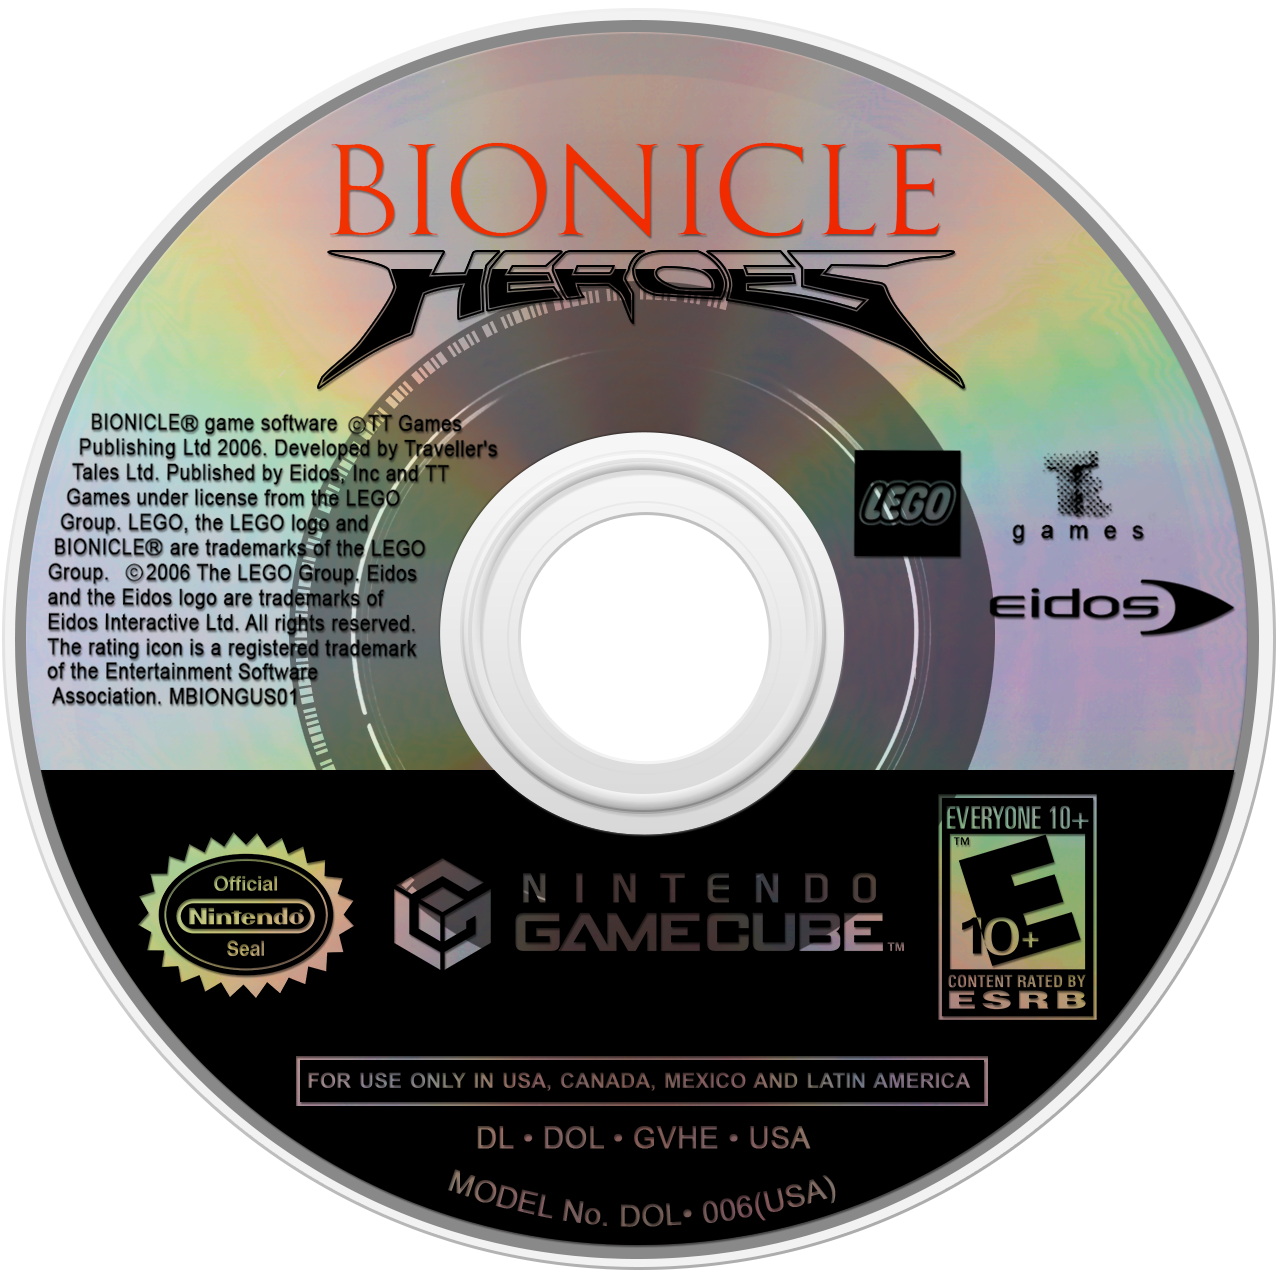 BIONICLE
HEROES
BIONICLE® game software ©TT Games
Publishing Ltd 2006. Developed by Traveller's
Tales Ltd. Published by Eidos, Inc and TT
Games under license from the LEGO
Group. LEGO, the LEGO logo and
BIONICLE® are trademarks of the LEGO
Group. ©2006 The LEGO Group. Eidos
and the Eidos logo are trademarks of
Eidos Interactive Ltd. All rights reserved.
The rating icon is a registered trademark
of the Entertainment Software
Association. MBIONGUS01
LEGO
TT
games
eidos
Official
Nintendo®
Seal
NINTENDO
GAMECUBE™
EVERYONE 10+
™
E
10+
CONTENT RATED BY
ESRB
FOR USE ONLY IN USA, CANADA, MEXICO AND LATIN AMERICA
DL • DOL • GVHE • USA
MODEL No. DOL• 006(USA)